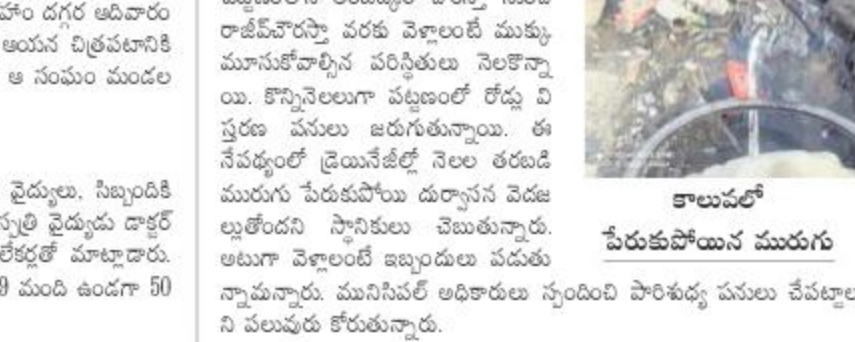 హాం దగ్గర ఆదివారం
ఆయన చిత్రపటానికి
ఆ సంఘం మండల
వైద్యులు, సిబ్బందికి
స్పత్రి వైద్యుడు డాక్టర్
లేకర్లతో మాట్లాడారు.
9 మంది ఉండగా 50
రాజీవ్‌చౌరస్తా వరకు వెళ్లాలంటే ముక్కు
మూసుకోవాల్సిన పరిస్థితులు నెలకొన్నా
యి. కొన్నినెలలుగా పట్టణంలో రోడ్లు వి
స్తరణ పనులు జరుగుతున్నాయి. ఈ
నేపథ్యంలో డ్రెయినేజీల్లో నెలల తరబడి
మురుగు పేరుకుపోయి దుర్వాసన వెదజ
ల్లుతోందని స్థానికులు చెబుతున్నారు.
అటుగా వెళ్లాలంటే ఇబ్బందులు పడుతు
న్నామన్నారు. మునిసిపల్ అధికారులు స్పందించి పారిశుధ్య పనులు చేపట్టాల
ని పలువురు కోరుతున్నారు.
కాలువలో
పేరుకుపోయిన మురుగు